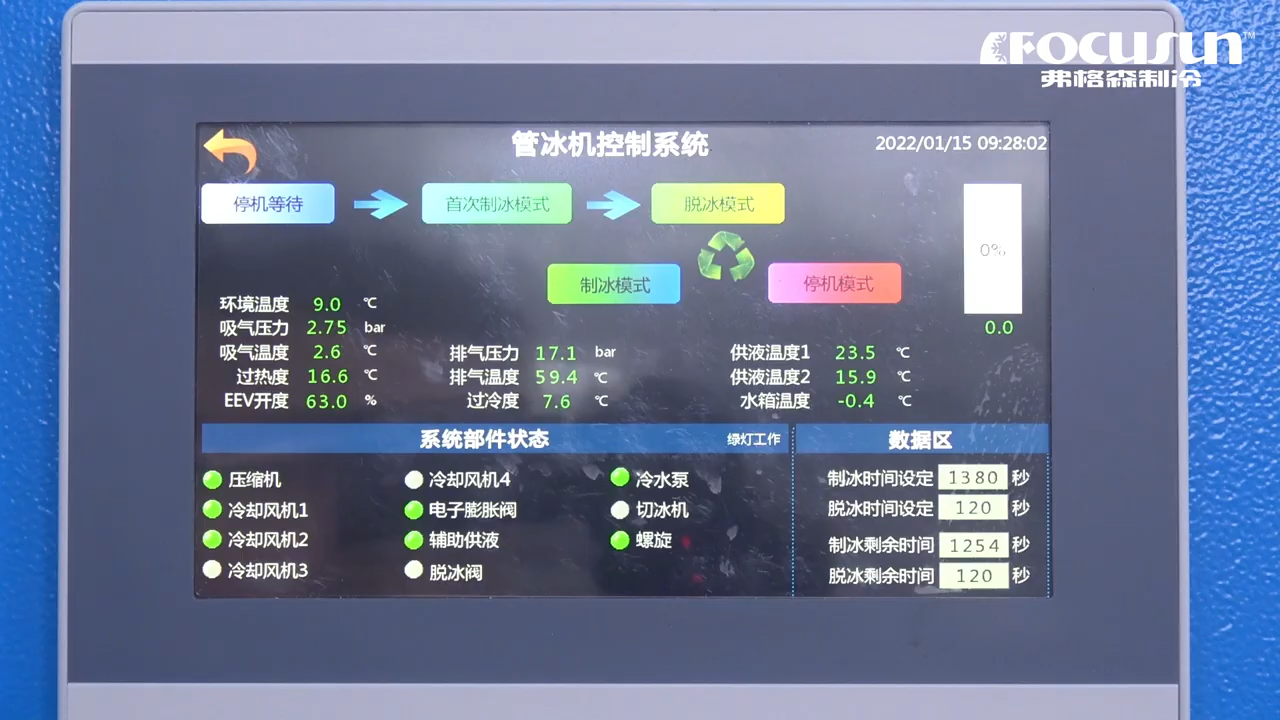 FOCUSUN™
弗格森制冷
管冰机控制系统
2022/01/15 09:28:02
停机等待
首次制冰模式
脱冰模式
0%
制冰模式
停机模式
0.0
环境温度 9.0 ℃
吸气压力 2.75 bar
吸气温度 2.6 ℃
过热度 16.6 ℃
EEV开度 63.0 %
排气压力 17.1 bar
排气温度 59.4 ℃
过冷度 7.6 ℃
供液温度1 23.5 ℃
供液温度2 15.9 ℃
水箱温度 -0.4 ℃
系统部件状态 绿灯工作
压缩机
冷却风机1
冷却风机2
冷却风机3
冷却风机4
电子膨胀阀
辅助供液
脱冰阀
冷水泵
切冰机
螺旋
数据区
制冰时间设定 1380 秒
脱冰时间设定 120 秒
制冰剩余时间 1254 秒
脱冰剩余时间 120 秒